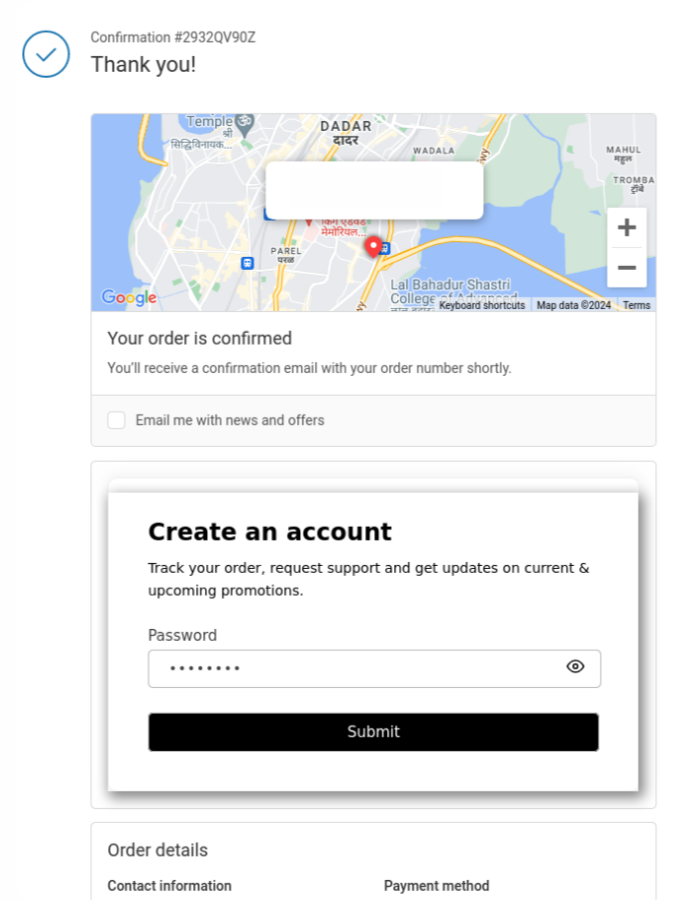 Confirmation #2932QV90Z
Thank you!
Temple
श्री
सिद्धिविनायक...
DADAR
दादर
WADALA
MAHUL
माहुल
TROMBA
ट्रॉंबे
किंग एडवर्ड
मेमोरियल...
PAREL
परळ
Lal Bahadur Shastri
College of Advanced
Google
Keyboard shortcuts
Map data ©2024
Terms
Your order is confirmed
You'll receive a confirmation email with your order number shortly.
Email me with news and offers
Create an account
Track your order, request support and get updates on current &
upcoming promotions.
Password
Submit
Order details
Contact information
Payment method